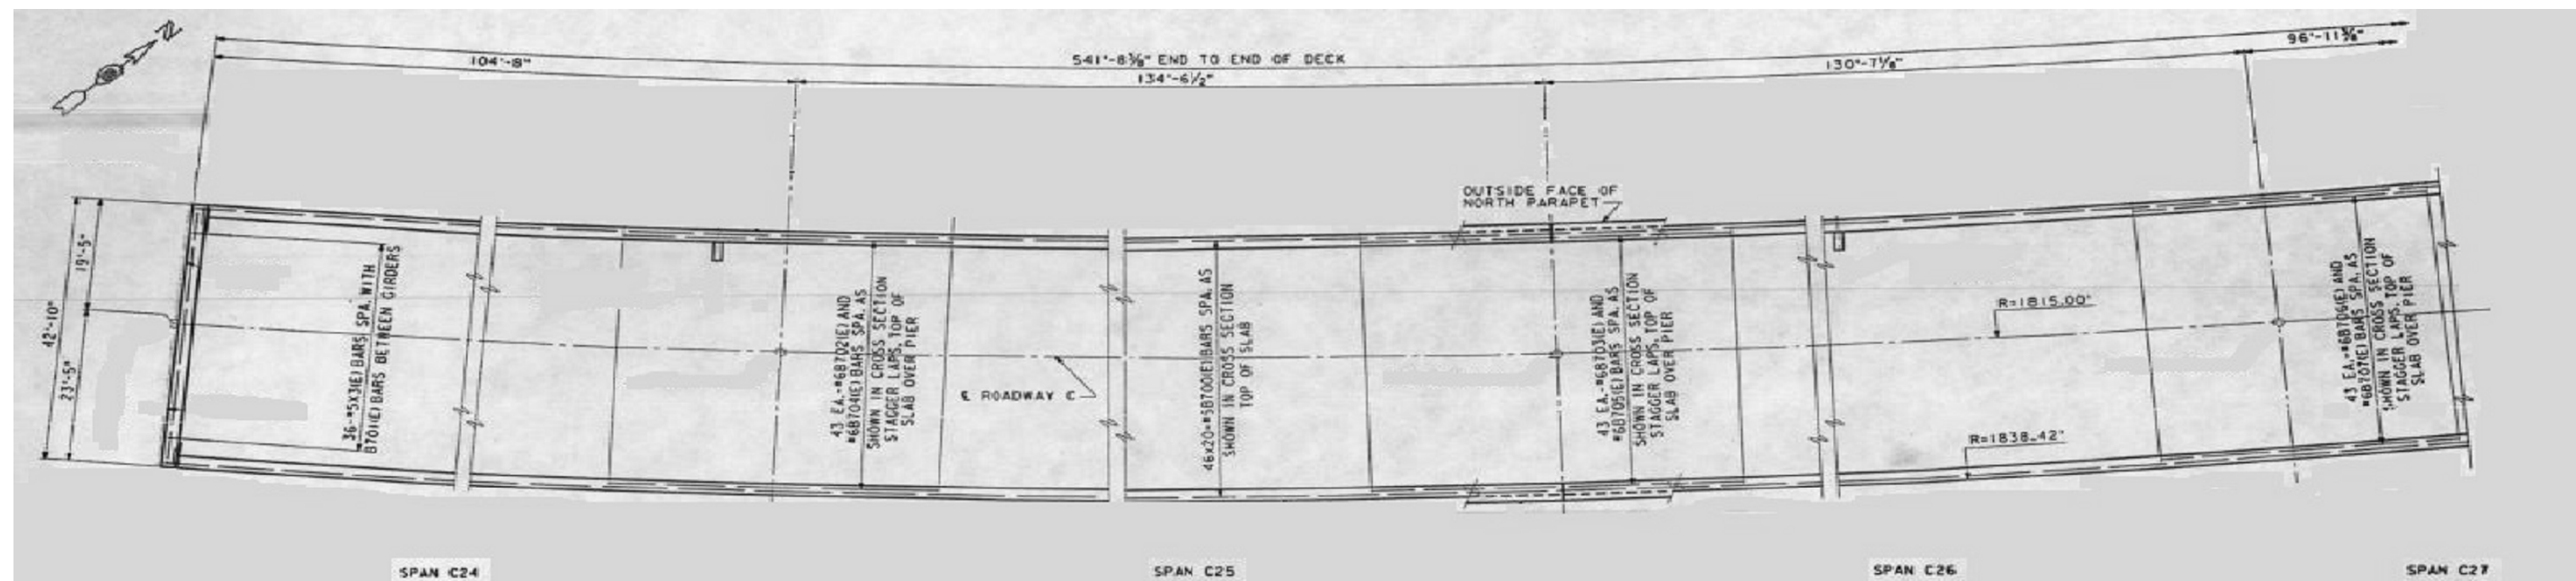 N
541'-8⅜" END TO END OF DECK
104'-8"
134'-6½"
130'-7⅛"
96'-11⅝"
OUTSIDE FACE OF
NORTH PARAPET
42'-10"
19'-5"
23'-5"
36-#5X3(E) BARS SPA. WITH
B701(E) BARS BETWEEN GIRDERS
43 EA.-#6B702(E) AND
#6B704(E) BARS SPA. AS
SHOWN IN CROSS SECTION
STAGGER LAPS, TOP OF
SLAB OVER PIER
℄ ROADWAY C
46x20-#5B700(E) BARS SPA. AS
SHOWN IN CROSS SECTION
TOP OF SLAB
43 EA.-#6B703(E) AND
#6B705(E) BARS SPA. AS
SHOWN IN CROSS SECTION
STAGGER LAPS, TOP OF
SLAB OVER PIER
R=1815.00'
R=1838.42'
43 EA.-#6B706(E) AND
#6B707(E) BARS SPA. AS
SHOWN IN CROSS SECTION
STAGGER LAPS, TOP OF
SLAB OVER PIER
SPAN C24
SPAN C25
SPAN C26
SPAN C27